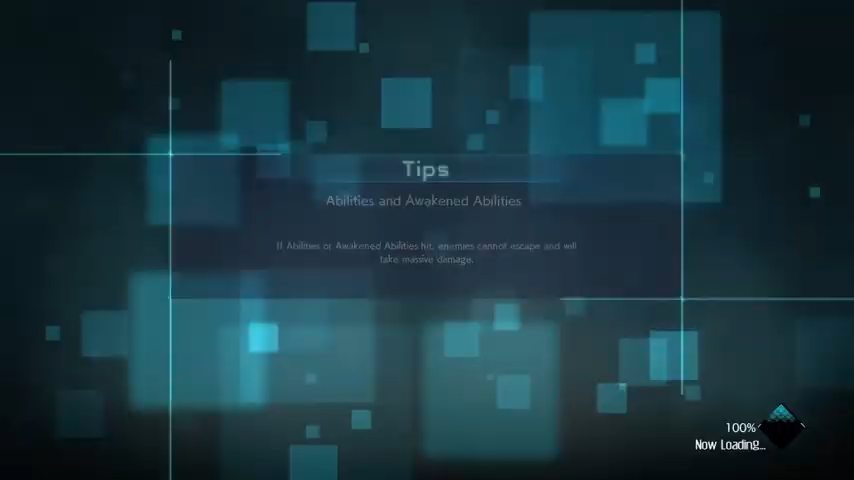 Tips
Abilities and Awakened Abilities
If Abilities or Awakened Abilities hit, enemies cannot escape and will
take massive damage.
100%
Now Loading...